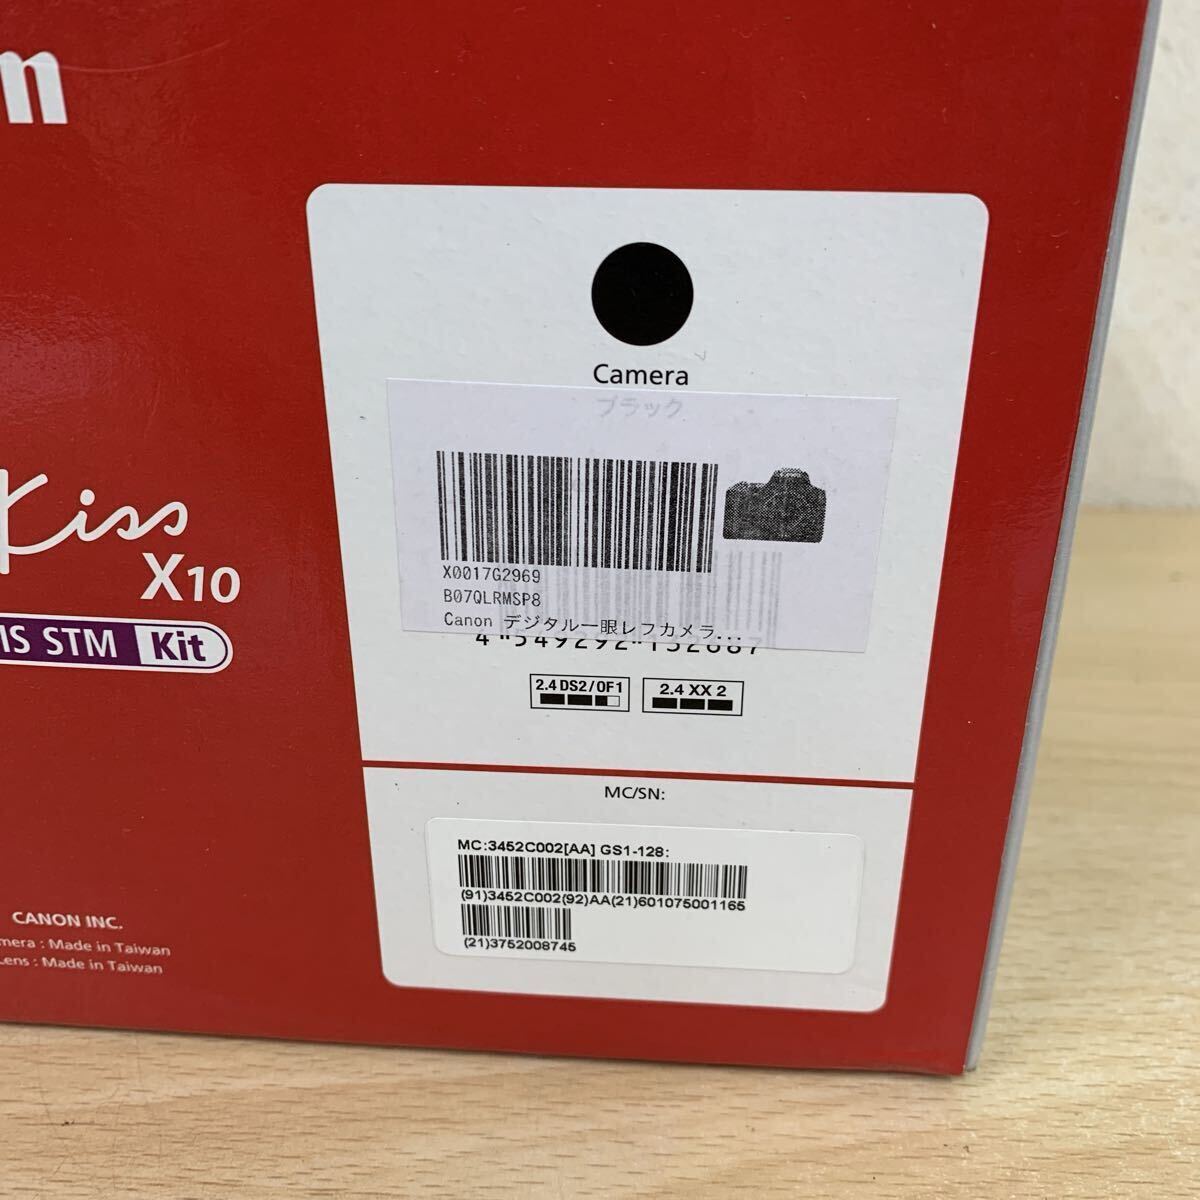 Kiss
X10
IS STM Kit
CANON INC.
mera : Made in Taiwan
Lens : Made in Taiwan
Camera
ブラック
X0017G2969
B07QLRMSP8
Canon デジタル一眼レフカメラ...
2.4 DS2/0F1
2.4 XX 2
MC/SN:
MC:3452C002[AA] GS1-128:
(91)3452C002(92)AA(21)601075001165
(21)3752008745